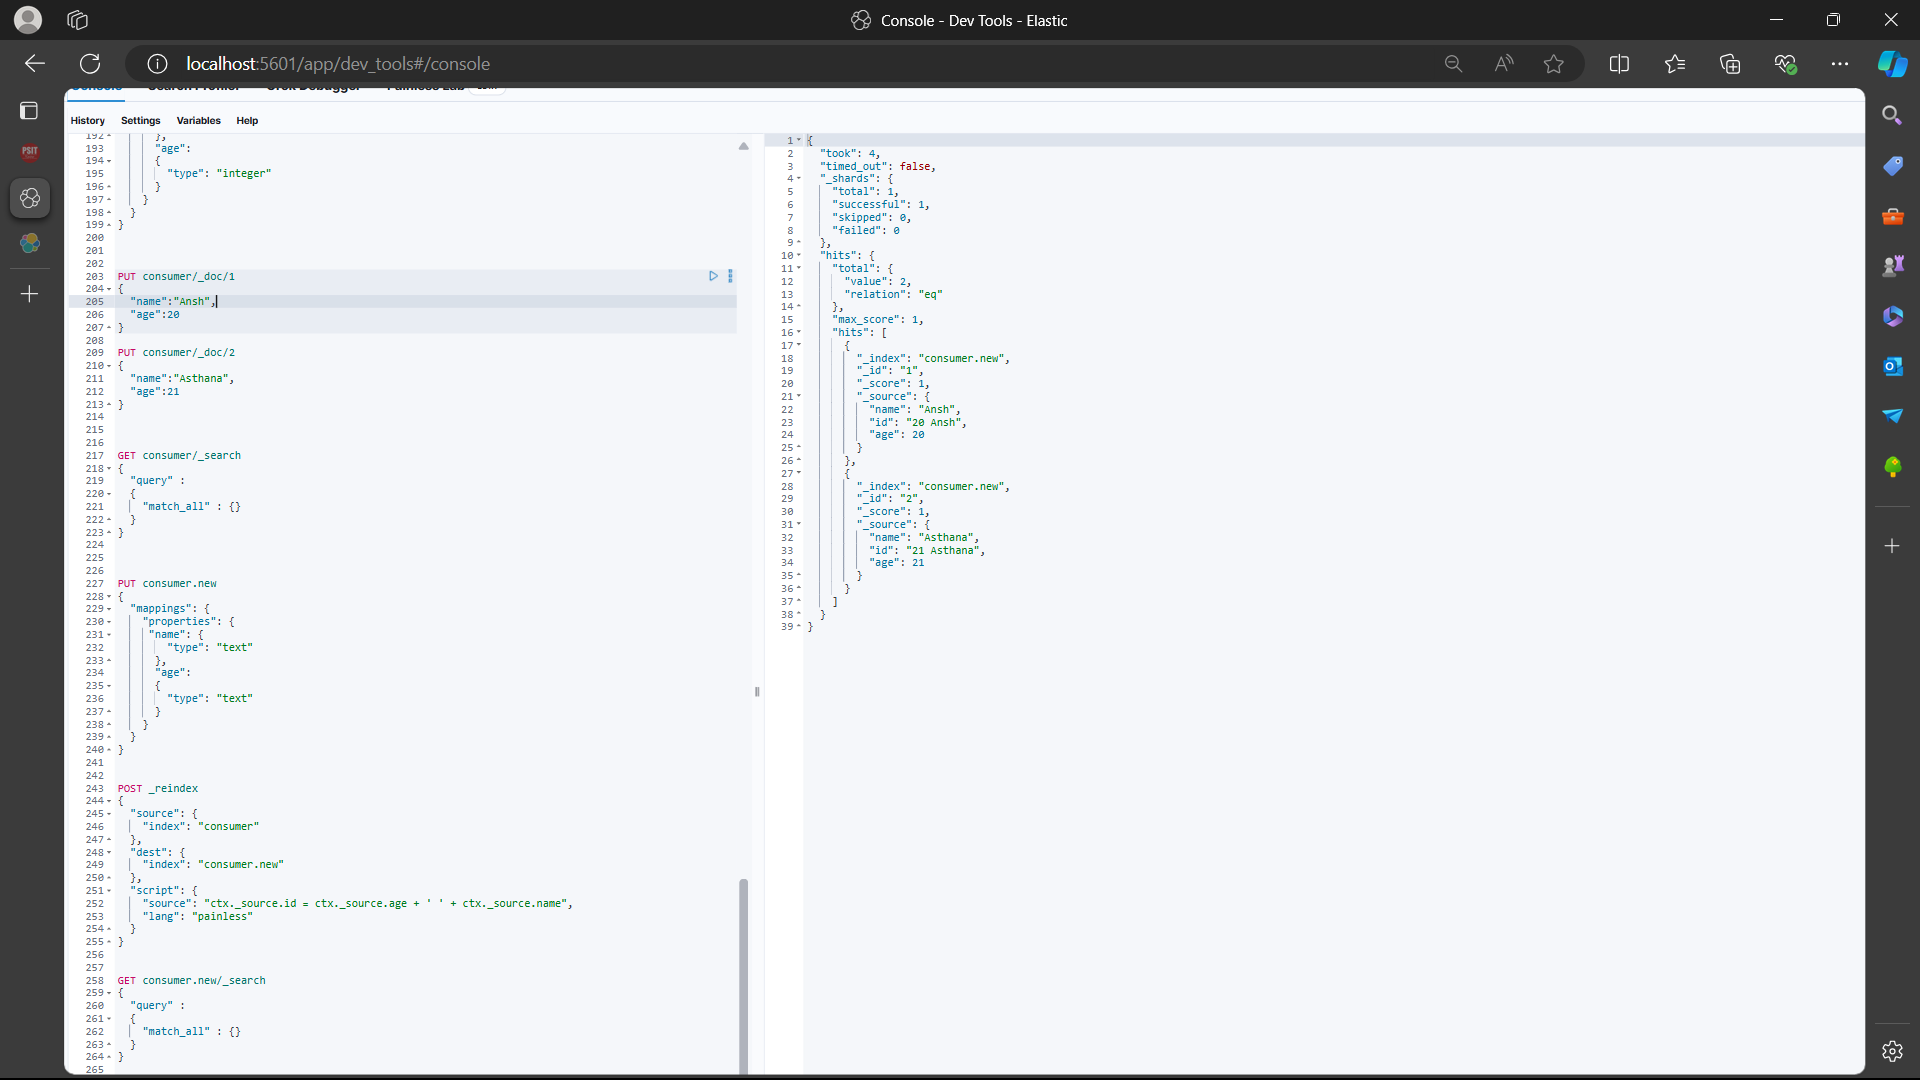 Console - Dev Tools - Elastic
localhost:5601/app/dev_tools#/console
History Settings Variables Help
192 },
193 "age":
194 {
195 "type": "integer"
196 }
197 }
198 }
199 }
200
201
202
203 PUT consumer/_doc/1
204 {
205 "name":"Ansh",
206 "age":20
207 }
208
209 PUT consumer/_doc/2
210 {
211 "name":"Asthana",
212 "age":21
213 }
214
215
216
217 GET consumer/_search
218 {
219 "query" :
220 {
221 "match_all" : {}
222 }
223 }
224
225
226
227 PUT consumer.new
228 {
229 "mappings": {
230 "properties": {
231 "name": {
232 "type": "text"
233 },
234 "age":
235 {
236 "type": "text"
237 }
238 }
239 }
240 }
241
242
243 POST _reindex
244 {
245 "source": {
246 "index": "consumer"
247 },
248 "dest": {
249 "index": "consumer.new"
250 },
251 "script": {
252 "source": "ctx._source.id = ctx._source.age + ' ' + ctx._source.name",
253 "lang": "painless"
254 }
255 }
256
257
258 GET consumer.new/_search
259 {
260 "query" :
261 {
262 "match_all" : {}
263 }
264 }
265
1 {
2 "took": 4,
3 "timed_out": false,
4 "_shards": {
5 "total": 1,
6 "successful": 1,
7 "skipped": 0,
8 "failed": 0
9 },
10 "hits": {
11 "total": {
12 "value": 2,
13 "relation": "eq"
14 },
15 "max_score": 1,
16 "hits": [
17 {
18 "_index": "consumer.new",
19 "_id": "1",
20 "_score": 1,
21 "_source": {
22 "name": "Ansh",
23 "id": "20 Ansh",
24 "age": 20
25 }
26 },
27 {
28 "_index": "consumer.new",
29 "_id": "2",
30 "_score": 1,
31 "_source": {
32 "name": "Asthana",
33 "id": "21 Asthana",
34 "age": 21
35 }
36 }
37 ]
38 }
39 }
PSIT